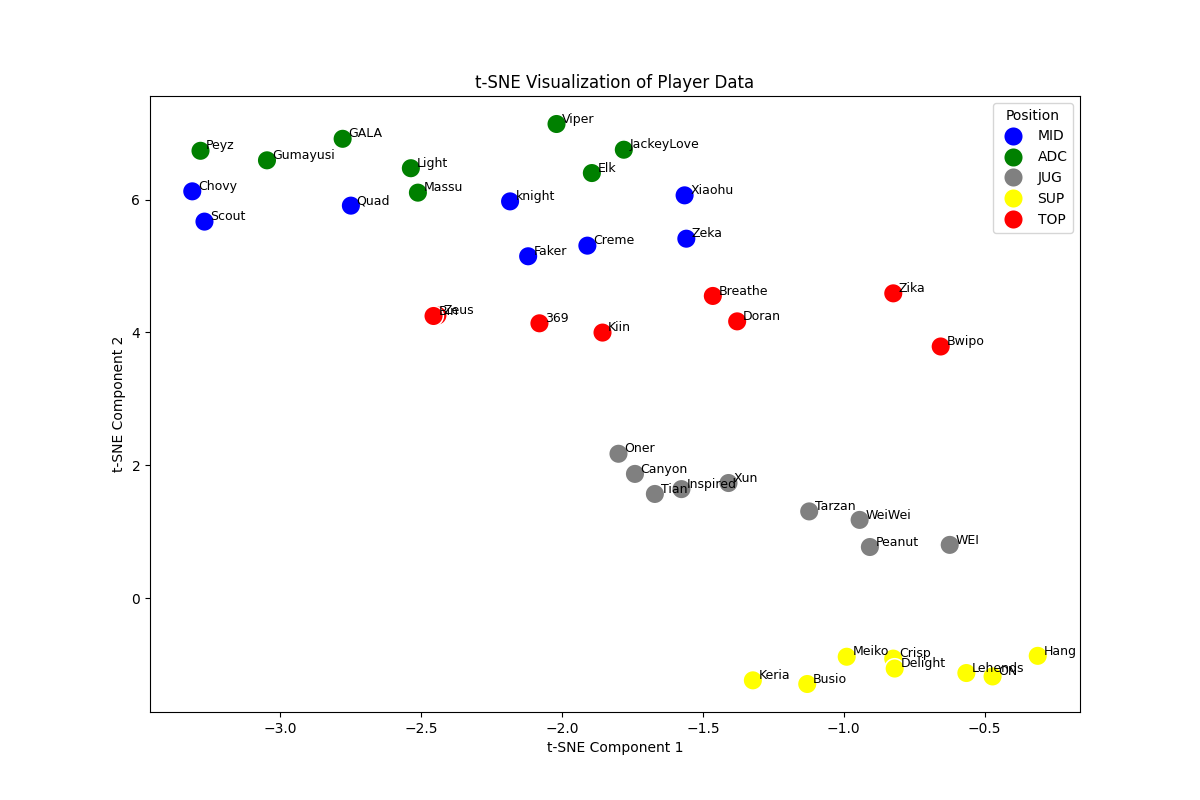 t-SNE Visualization of Player Data
Position
MID
ADC
JUG
SUP
TOP
Viper
GALA
JackeyLove
Peyz
Gumayusi
Light
Elk
Massu
Chovy
Quad
knight
Xiaohu
Scout
Creme
Zeka
Faker
Breathe
Zika
Bin
Zeus
369
Kiin
Doran
Bwipo
Oner
Canyon
Tian
Inspired
Xun
Tarzan
WeiWei
Peanut
WEI
Meiko
Crisp
Hang
Delight
Keria
Busio
Lehends
ON
6
4
2
0
t-SNE Component 2
−3.0
−2.5
−2.0
−1.5
−1.0
−0.5
t-SNE Component 1